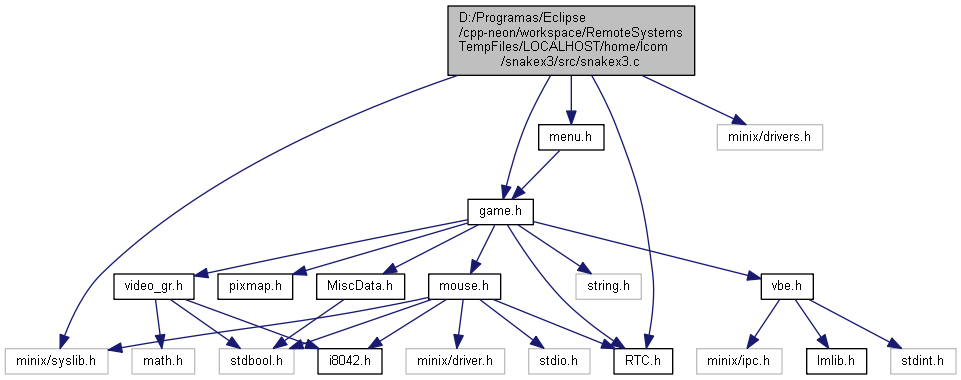 D:/Programas/Eclipse
/cpp-neon/workspace/RemoteSystems
TempFiles/LOCALHOST/home/lcom
/snakex3/src/snakex3.c
menu.h
minix/drivers.h
game.h
video_gr.h
pixmap.h
MiscData.h
mouse.h
string.h
vbe.h
minix/syslib.h
math.h
stdbool.h
i8042.h
minix/driver.h
stdio.h
RTC.h
minix/ipc.h
lmlib.h
stdint.h